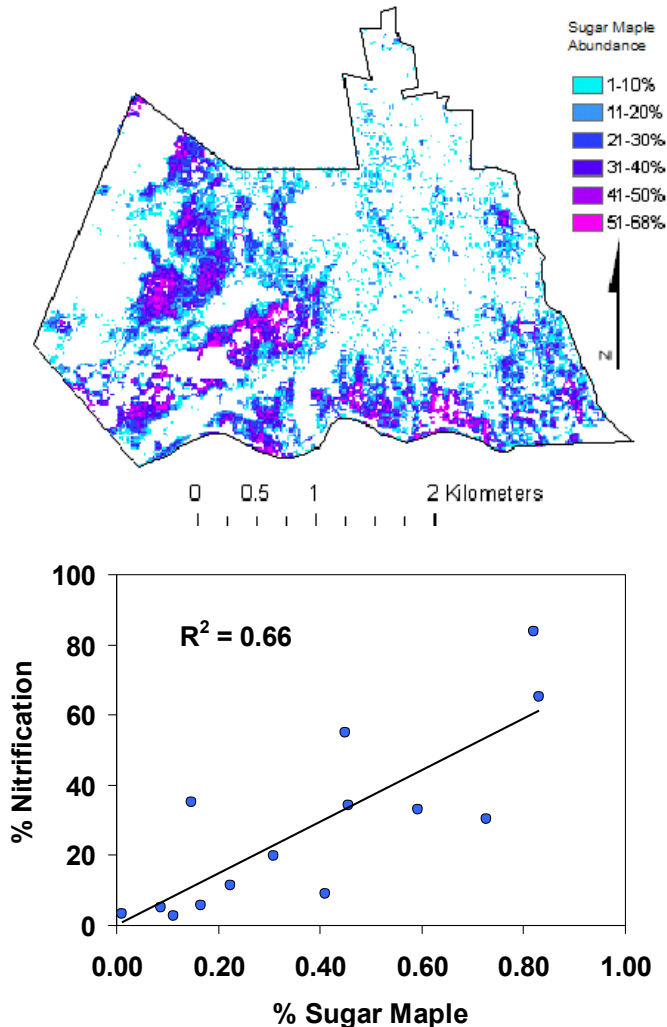 Sugar Maple
Abundance
1-10%
11-20%
21-30%
31-40%
41-50%
51-68%
N
0 0.5 1 2 Kilometers
100
80
60
40
20
0
% Nitrification
R² = 0.66
0.00 0.20 0.40 0.60 0.80 1.00
% Sugar Maple